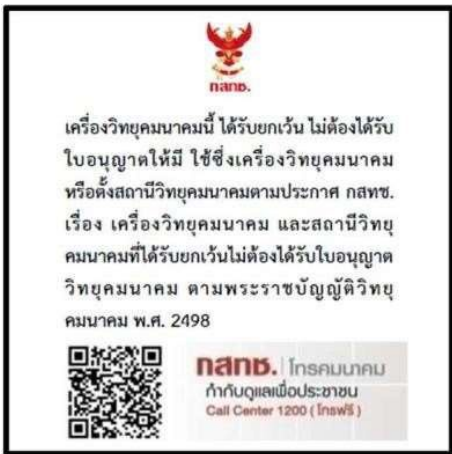 กสทช.
เครื่องวิทยุคมนาคมนี้ ได้รับยกเว้น ไม่ต้องได้รับ
ใบอนุญาตให้มี ใช้ซึ่งเครื่องวิทยุคมนาคม
หรือตั้งสถานีวิทยุคมนาคมตามประกาศ กสทช.
เรื่อง เครื่องวิทยุคมนาคม และสถานีวิทยุ
คมนาคมที่ได้รับยกเว้นไม่ต้องได้รับใบอนุญาต
วิทยุคมนาคม ตามพระราชบัญญัติวิทยุ
คมนาคม พ.ศ. 2498
กสทช. | โทรคมนาคม
กำกับดูแลเพื่อประชาชน
Call Center 1200 (โทรฟรี)